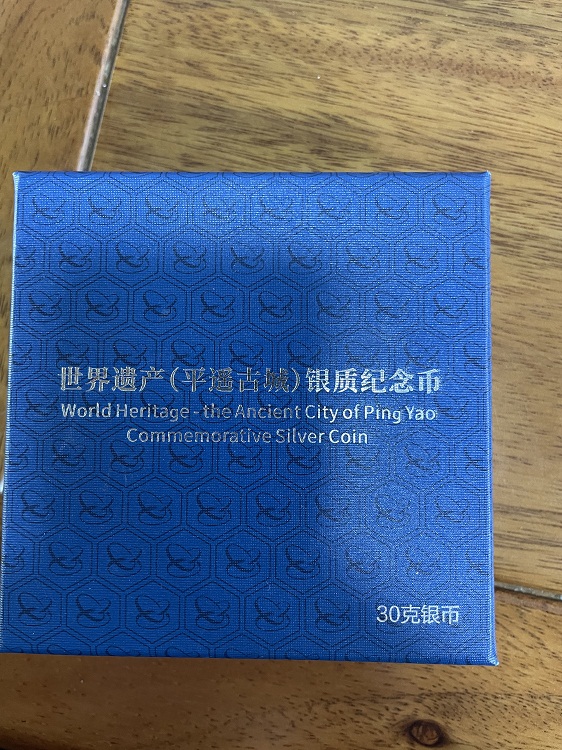 世界遗产(平遥古城)银质纪念币
World Heritage - the Ancient City of Ping Yao
Commemorative Silver Coin
30克银币